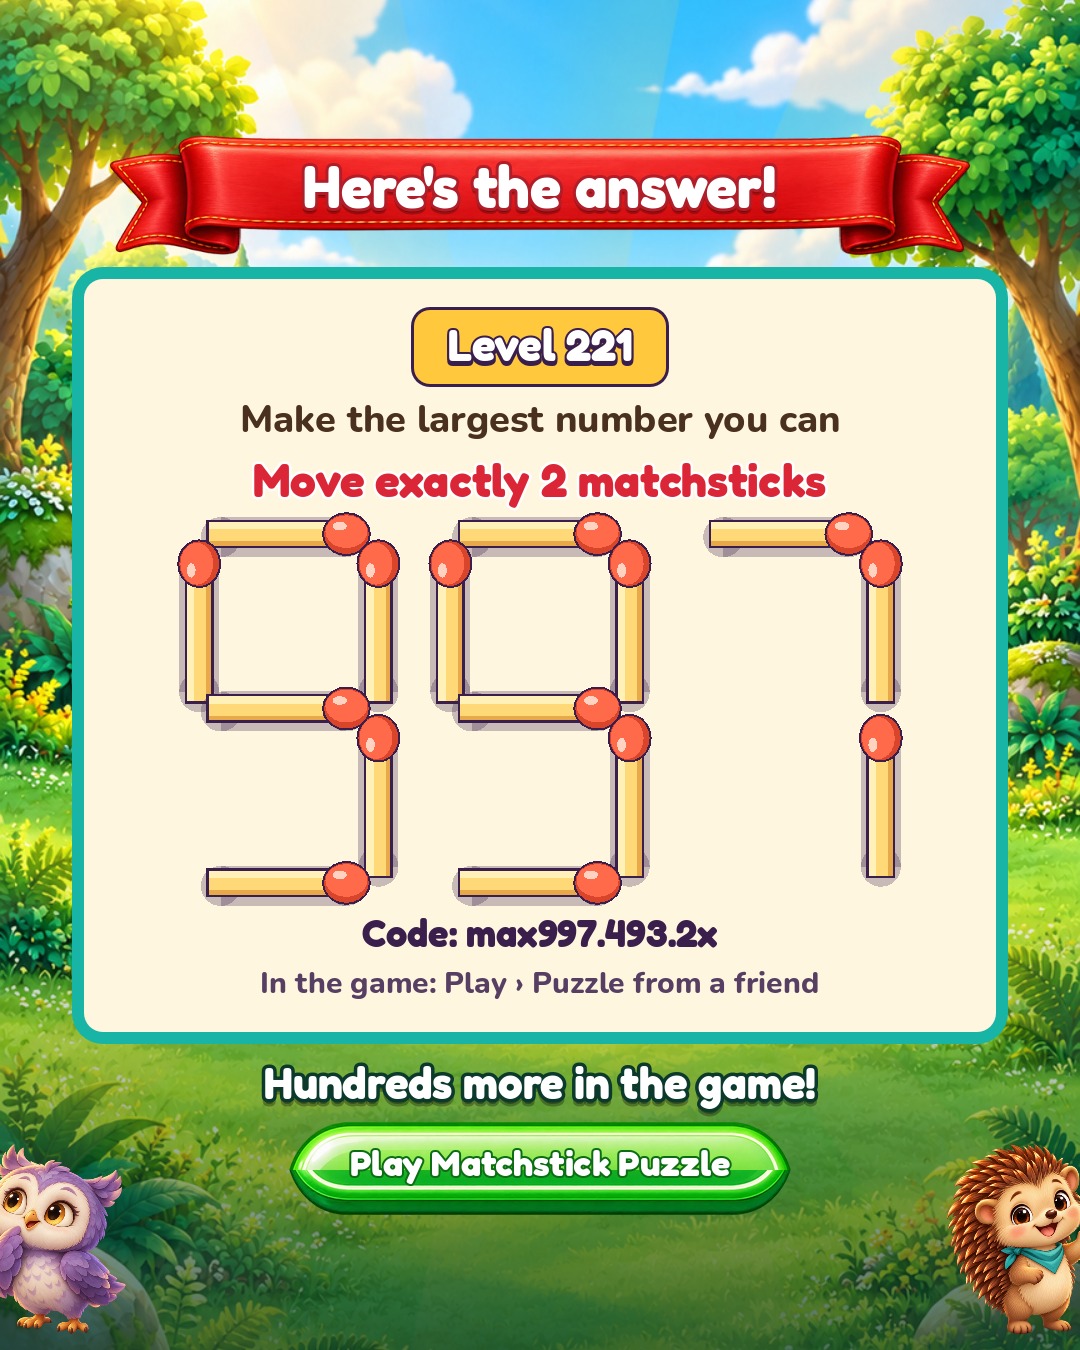 Here's the answer!
Level 221
Make the largest number you can
Move exactly 2 matchsticks
997
Code: max997.493.2x
In the game: Play › Puzzle from a friend
Hundreds more in the game!
Play Matchstick Puzzle